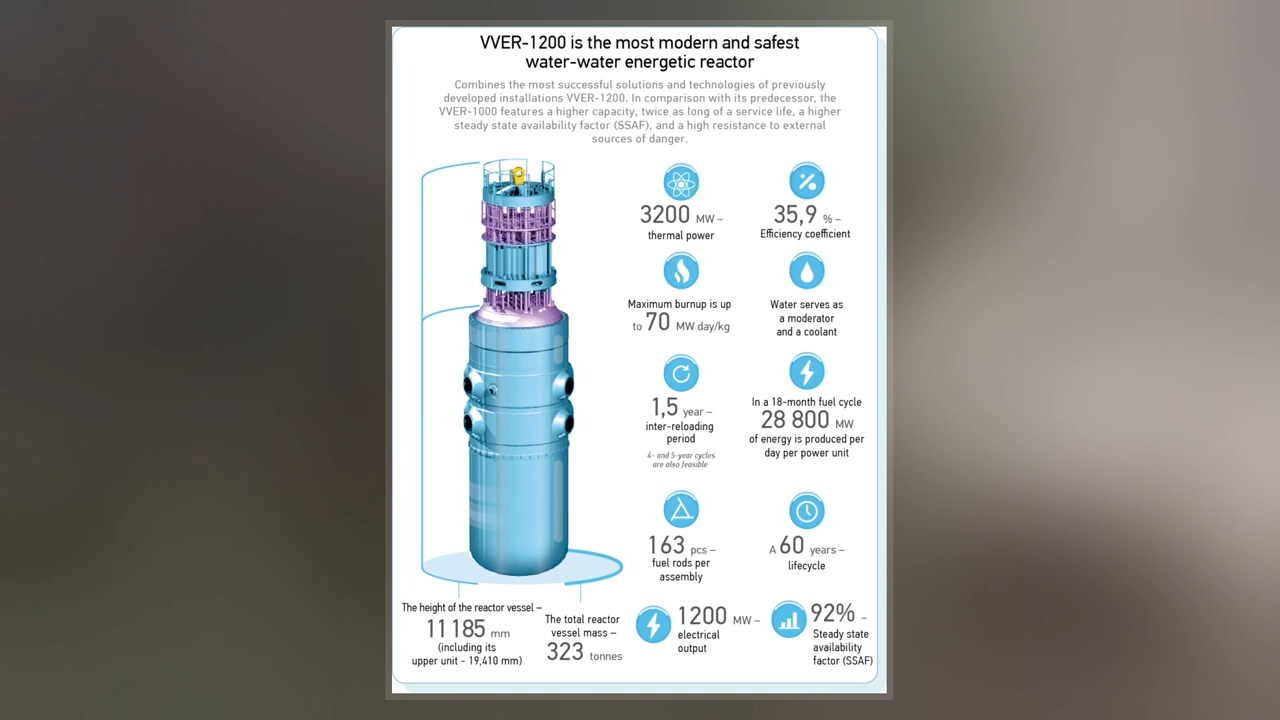 VVER-1200 is the most modern and safest
water-water energetic reactor
Combines the most successful solutions and technologies of previously
developed installations VVER-1200. In comparison with its predecessor, the
VVER-1000 features a higher capacity, twice as long of a service life, a higher
steady state availability factor (SSAF), and a high resistance to external
sources of danger.
3200 MW –
thermal power
35,9 % –
Efficiency coefficient
Maximum burnup is up
to 70 MW day/kg
Water serves as
a moderator
and a coolant
1,5 year –
inter-reloading
period
4- and 5-year cycles
are also feasible
In a 18-month fuel cycle
28 800 MW
of energy is produced per
day per power unit
163 pcs –
fuel rods per
assembly
A 60 years –
lifecycle
The height of the reactor vessel –
11 185 mm
(including its
upper unit - 19,410 mm)
The total reactor
vessel mass –
323 tonnes
1200 MW –
electrical
output
92% –
Steady state
availability
factor (SSAF)